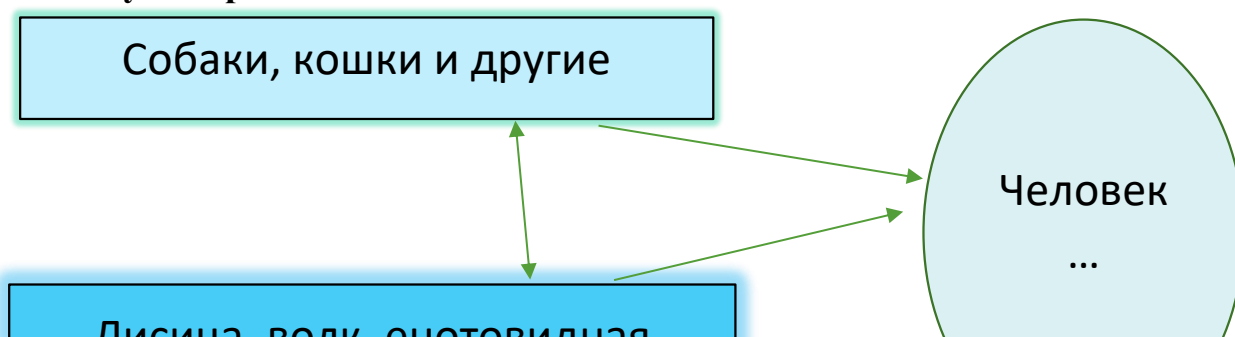 Собаки, кошки и другие
Человек
...
Лисица, волк, енотовидная